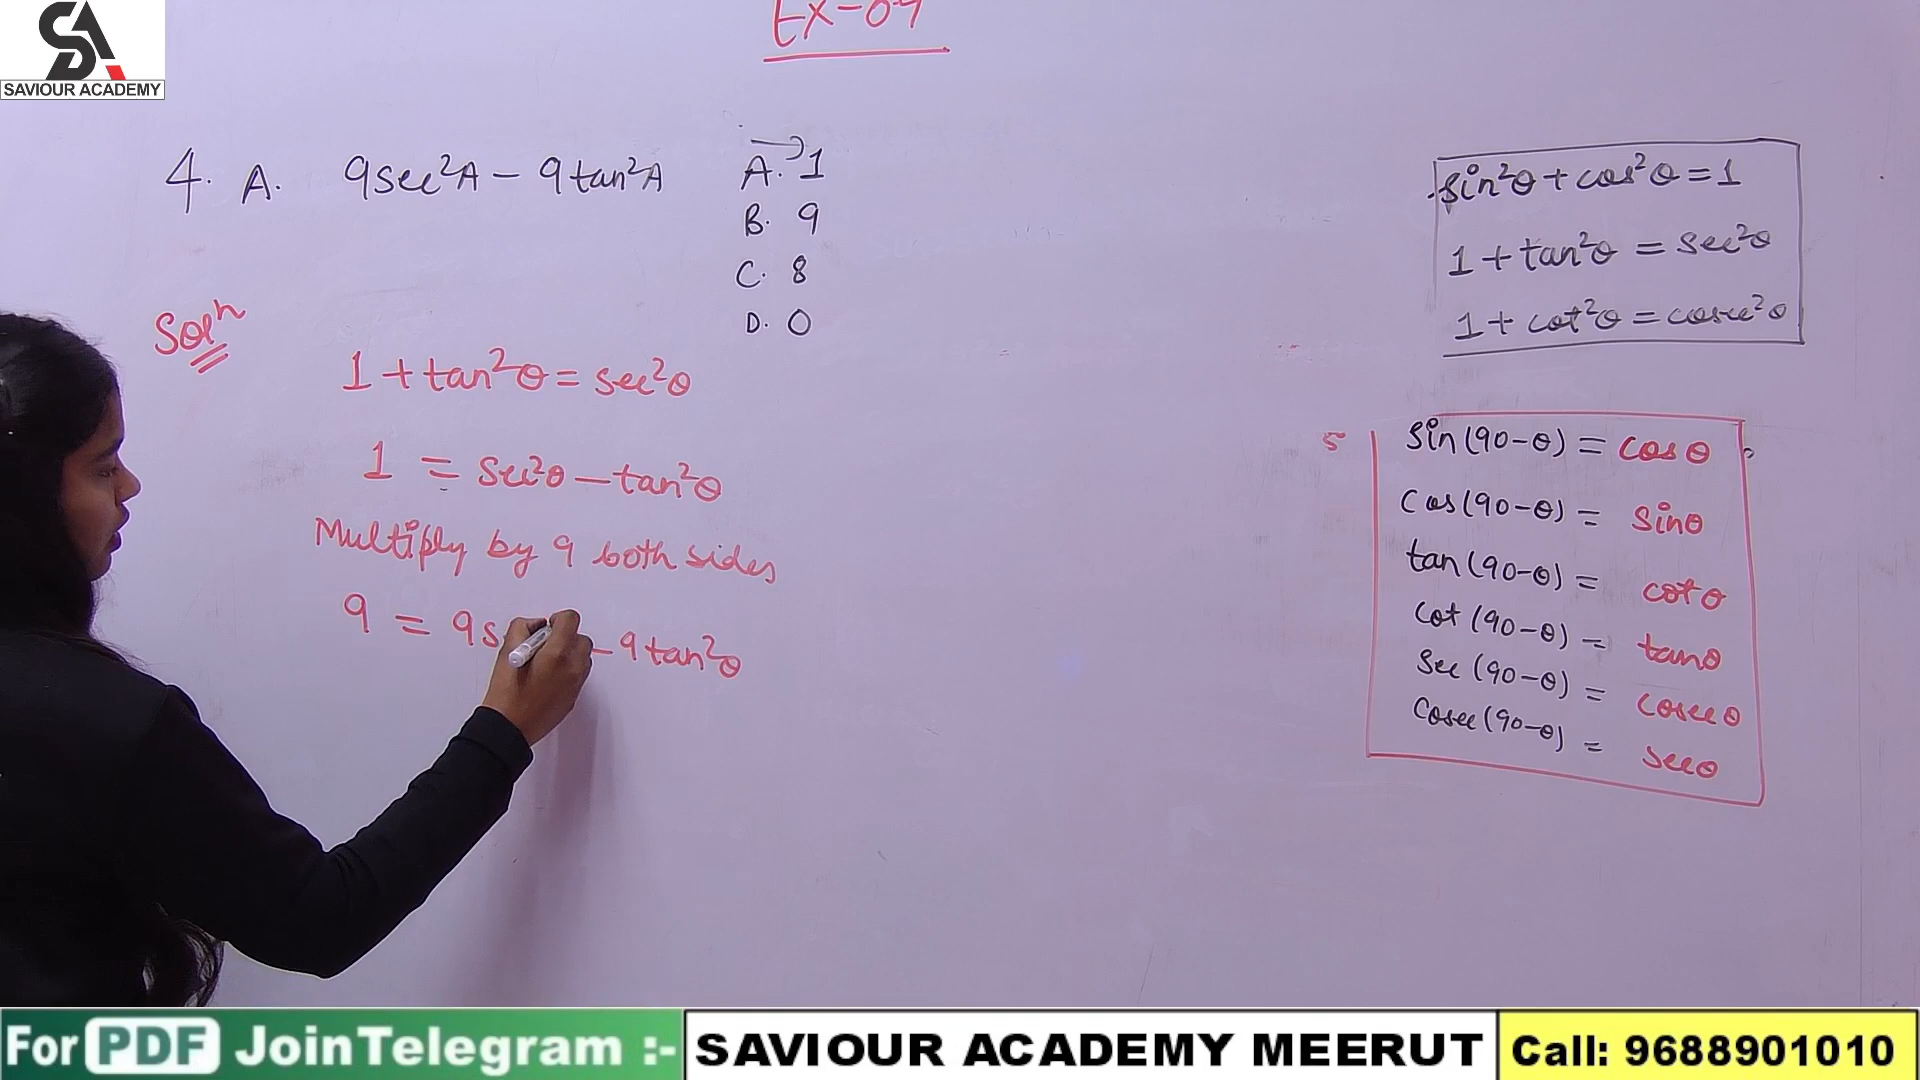 SA
SAVIOUR ACADEMY
Ex-04
4. A. 9sec²A - 9tan²A
A. 1
B. 9
C. 8
D. 0
Solⁿ
1 + tan²θ = sec²θ
1 = sec²θ - tan²θ
Multiply by 9 both sides
9 = 9s - 9tan²θ
sin²θ + cos²θ = 1
1 + tan²θ = sec²θ
1 + cot²θ = cosec²θ
5
sin(90-θ) = cosθ
cos(90-θ) = sinθ
tan(90-θ) = cotθ
cot(90-θ) = tanθ
sec(90-θ) = cosecθ
cosec(90-θ) = secθ
For PDF JoinTelegram :- SAVIOUR ACADEMY MEERUT Call: 9688901010